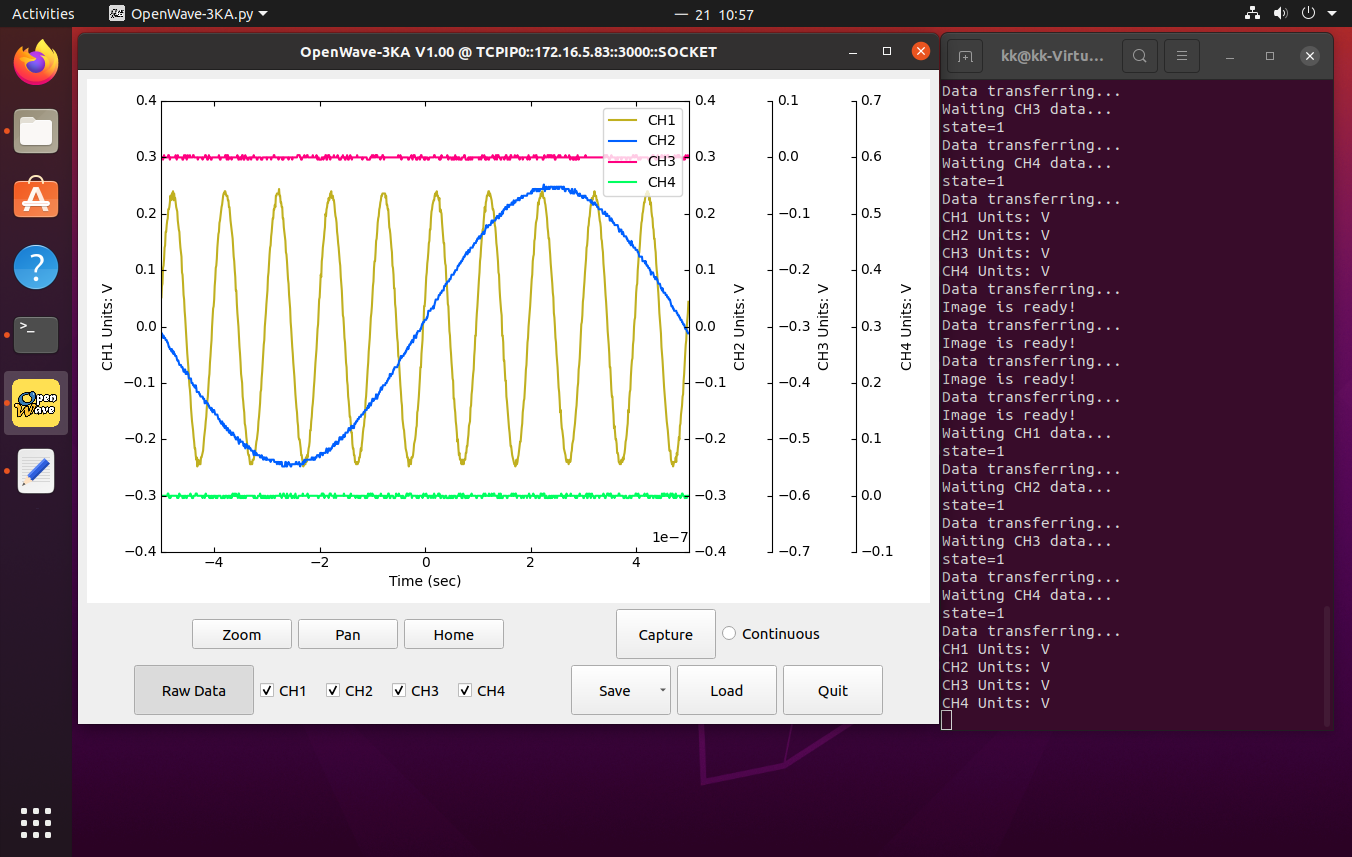 Activities OpenWave-3KA.py 一 21 10:57
OpenWave-3KA V1.00 @ TCPIP0::172.16.5.83::3000::SOCKET
0.4
0.3
0.2
0.1
0.0
−0.1
−0.2
−0.3
−0.4
CH1 Units: V
CH1
CH2
CH3
CH4
−4 −2 0 2 4
1e−7
Time (sec)
0.4
0.3
0.2
0.1
0.0
−0.1
−0.2
−0.3
−0.4
CH2 Units: V
0.1
0.0
−0.1
−0.2
−0.3
−0.4
−0.5
−0.6
−0.7
CH3 Units: V
0.7
0.6
0.5
0.4
0.3
0.2
0.1
0.0
−0.1
CH4 Units: V
Zoom Pan Home Capture Continuous
Raw Data CH1 CH2 CH3 CH4 Save Load Quit
Open
Wave
kk@kk-Virtu...
Data transferring...
Waiting CH3 data...
state=1
Data transferring...
Waiting CH4 data...
state=1
Data transferring...
CH1 Units: V
CH2 Units: V
CH3 Units: V
CH4 Units: V
Data transferring...
Image is ready!
Data transferring...
Image is ready!
Data transferring...
Image is ready!
Data transferring...
Image is ready!
Waiting CH1 data...
state=1
Data transferring...
Waiting CH2 data...
state=1
Data transferring...
Waiting CH3 data...
state=1
Data transferring...
Waiting CH4 data...
state=1
Data transferring...
CH1 Units: V
CH2 Units: V
CH3 Units: V
CH4 Units: V